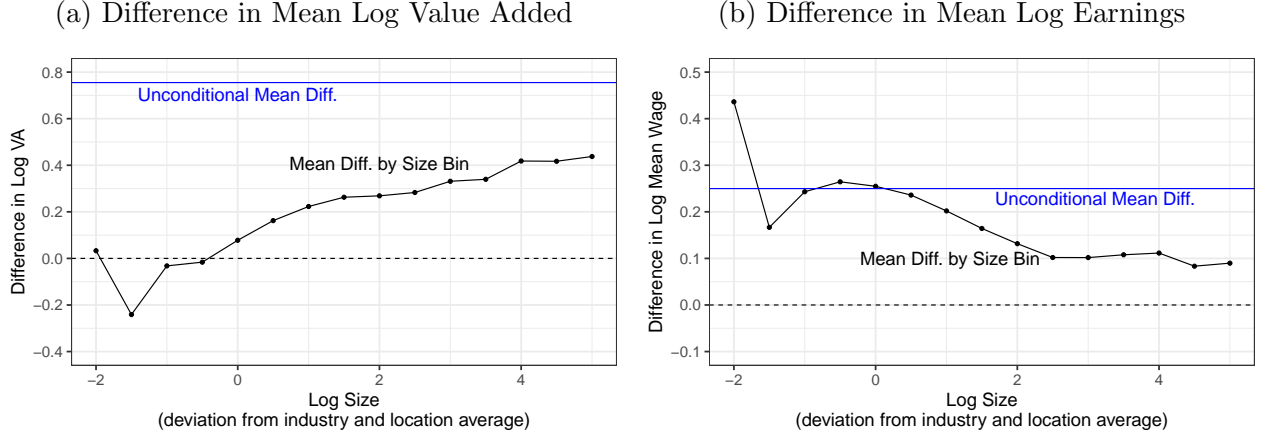 (a) Difference in Mean Log Value Added
Difference in Log VA
0.8
0.6
0.4
0.2
0.0
−0.2
−0.4
Unconditional Mean Diff.
Mean Diff. by Size Bin
−2
0
2
4
Log Size
(deviation from industry and location average)
(b) Difference in Mean Log Earnings
Difference in Log Mean Wage
0.5
0.4
0.3
0.2
0.1
0.0
−0.1
Unconditional Mean Diff.
Mean Diff. by Size Bin
−2
0
2
4
Log Size
(deviation from industry and location average)